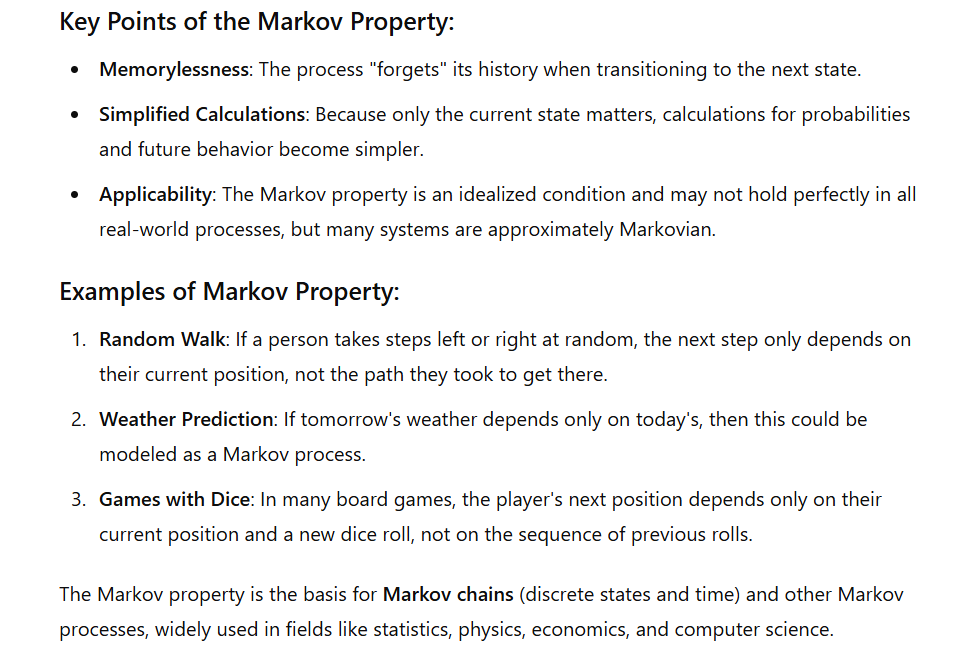 Key Points of the Markov Property:
• Memorylessness: The process "forgets" its history when transitioning to the next state.
• Simplified Calculations: Because only the current state matters, calculations for probabilities
and future behavior become simpler.
• Applicability: The Markov property is an idealized condition and may not hold perfectly in all
real-world processes, but many systems are approximately Markovian.
Examples of Markov Property:
1. Random Walk: If a person takes steps left or right at random, the next step only depends on
their current position, not the path they took to get there.
2. Weather Prediction: If tomorrow's weather depends only on today's, then this could be
modeled as a Markov process.
3. Games with Dice: In many board games, the player's next position depends only on their
current position and a new dice roll, not on the sequence of previous rolls.
The Markov property is the basis for Markov chains (discrete states and time) and other Markov
processes, widely used in fields like statistics, physics, economics, and computer science.